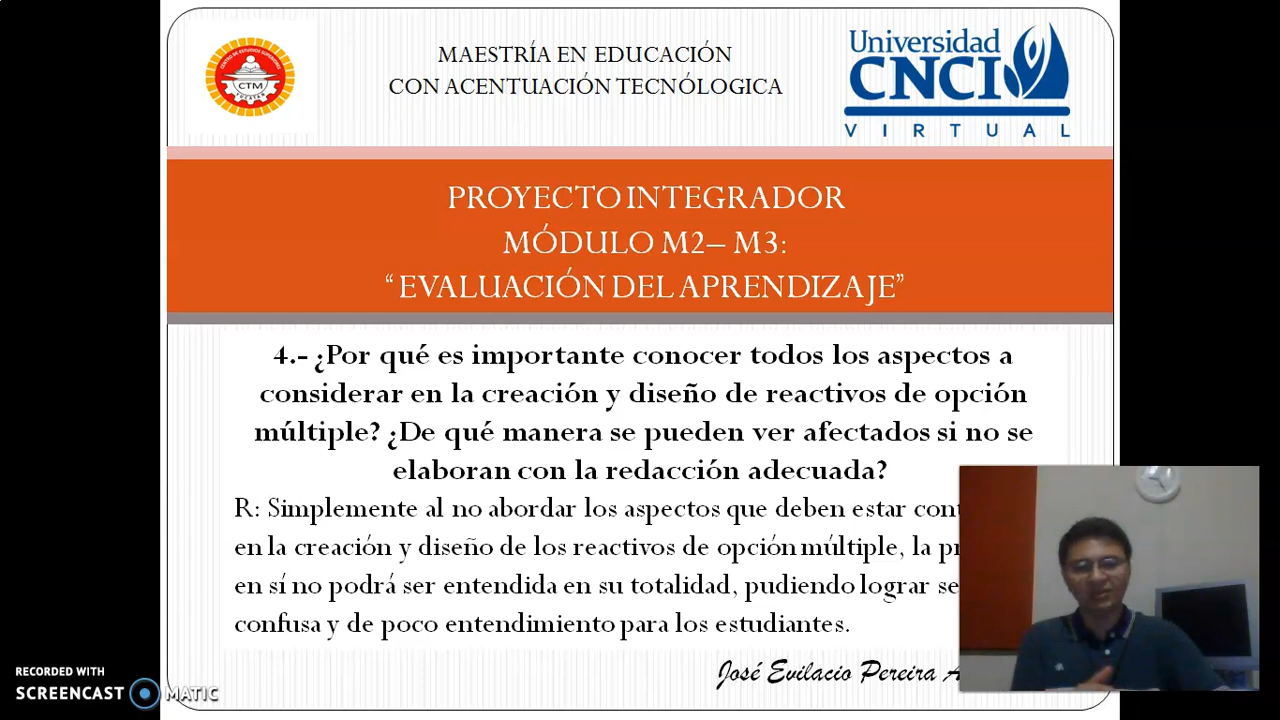 MAESTRÍA EN EDUCACIÓN
CON ACENTUACIÓN TECNÓLOGICA
CTM
Universidad
CNCI
VIRTUAL
PROYECTO INTEGRADOR
MÓDULO M2– M3:
“EVALUACIÓN DEL APRENDIZAJE”
4.- ¿Por qué es importante conocer todos los aspectos a
considerar en la creación y diseño de reactivos de opción
múltiple? ¿De qué manera se pueden ver afectados si no se
elaboran con la redacción adecuada?
R: Simplemente al no abordar los aspectos que deben estar
en la creación y diseño de los reactivos de opción múltiple, la
en sí no podrá ser entendida en su totalidad, pudiendo lograr
confusa y de poco entendimiento para los estudiantes.
José Evilacio Pereira
RECORDED WITH
SCREENCAST MATIC